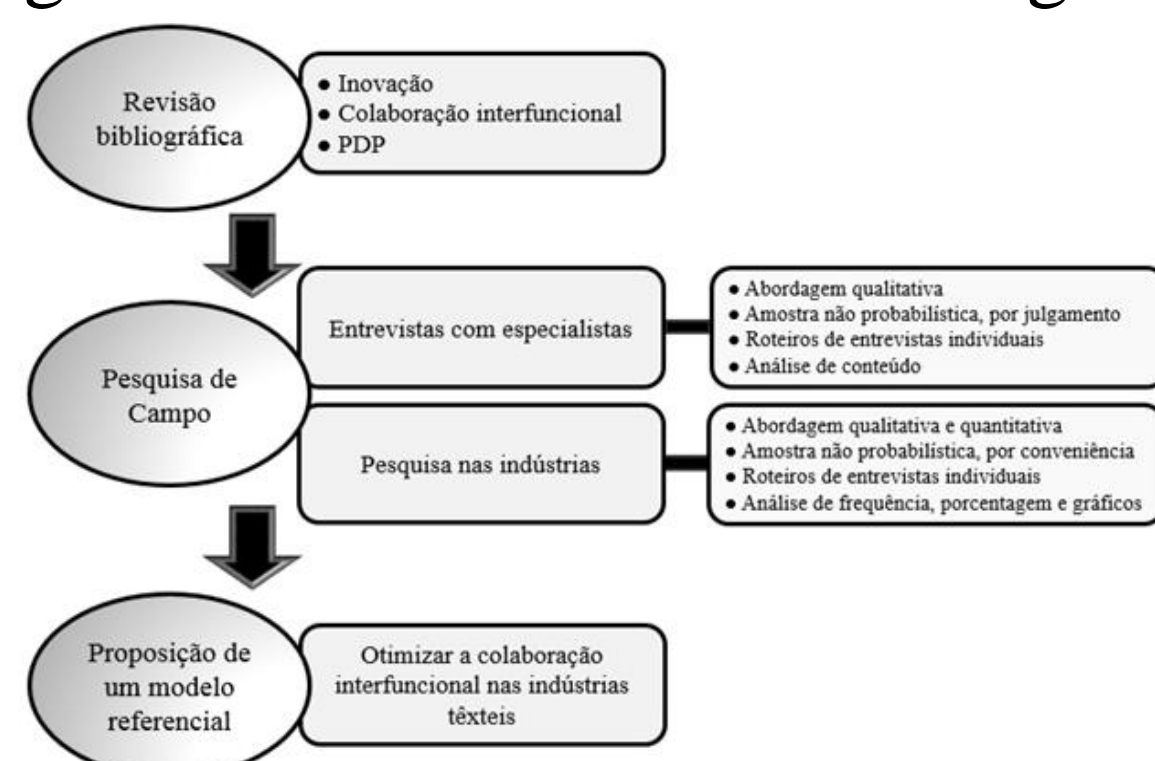 Revisão
bibliográfica
● Inovação
● Colaboração interfuncional
● PDP
Pesquisa de
Campo
Entrevistas com especialistas
● Abordagem qualitativa
● Amostra não probabilística, por julgamento
● Roteiros de entrevistas individuais
● Análise de conteúdo
Pesquisa nas indústrias
● Abordagem qualitativa e quantitativa
● Amostra não probabilística, por conveniência
● Roteiros de entrevistas individuais
● Análise de frequência, porcentagem e gráficos
Proposição de
um modelo
referencial
Otimizar a colaboração
interfuncional nas indústrias
têxteis